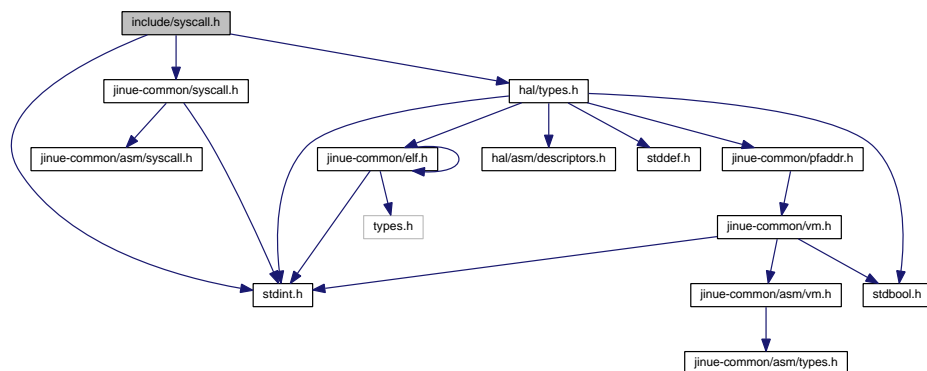 include/syscall.h
jinue-common/syscall.h
hal/types.h
jinue-common/asm/syscall.h
jinue-common/elf.h
hal/asm/descriptors.h
stddef.h
jinue-common/pfaddr.h
types.h
jinue-common/vm.h
stdint.h
jinue-common/asm/vm.h
stdbool.h
jinue-common/asm/types.h